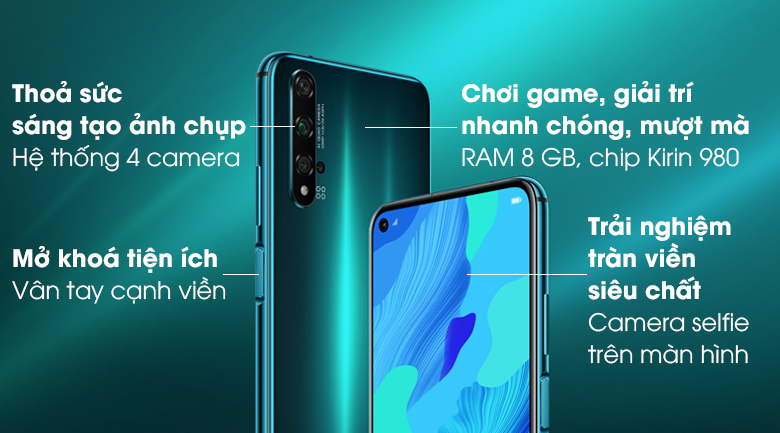 Thoả sức
sáng tạo ảnh chụp
Hệ thống 4 camera
Mở khoá tiện ích
Vân tay cạnh viền
Chơi game, giải trí
nhanh chóng, mượt mà
RAM 8 GB, chip Kirin 980
Trải nghiệm
tràn viền
siêu chất
Camera selfie
trên màn hình